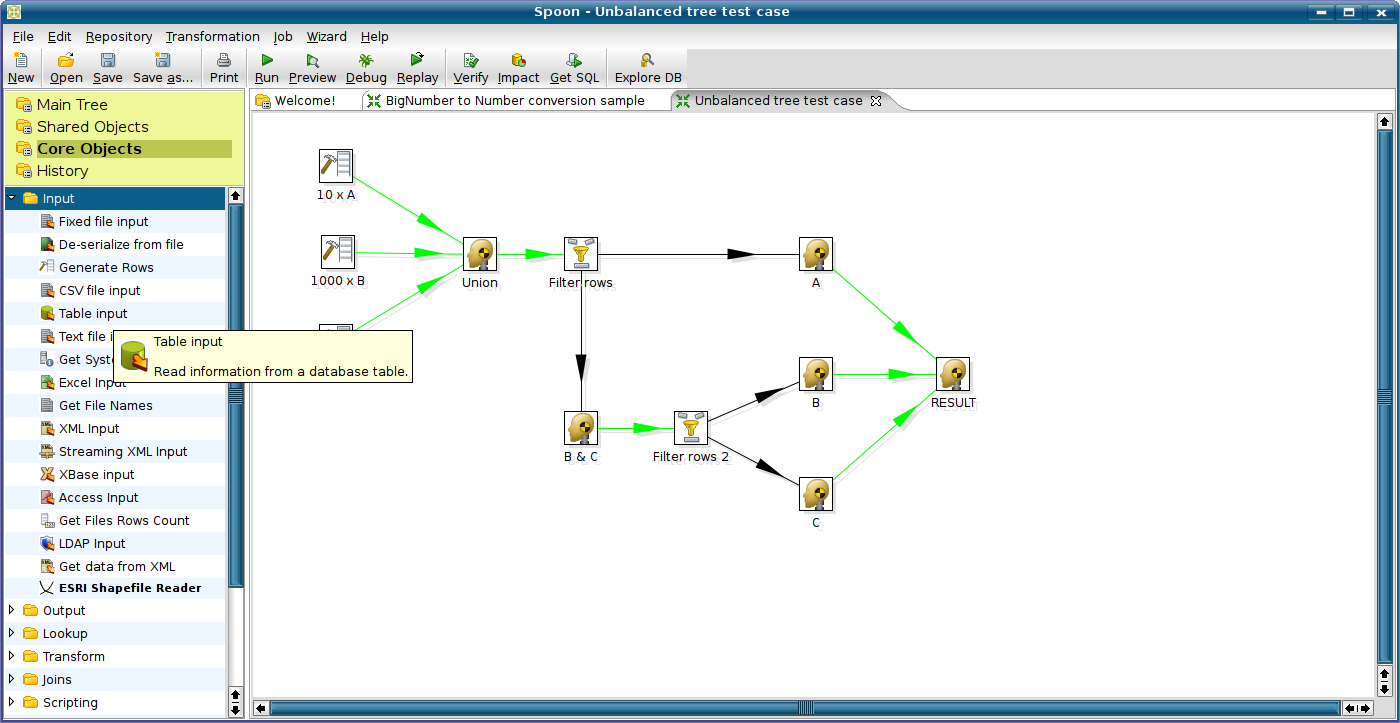 Spoon - Unbalanced tree test case
File Edit Repository Transformation Job Wizard Help
New Open Save Save as... Print Run Preview Debug Replay Verify Impact Get SQL Explore DB
Main Tree
Shared Objects
Core Objects
History
Welcome! BigNumber to Number conversion sample Unbalanced tree test case
Input
Fixed file input
De-serialize from file
Generate Rows
CSV file input
Table input
Text file i
Get Syst
Excel Input
Get File Names
XML Input
Streaming XML Input
XBase input
Access Input
Get Files Rows Count
LDAP Input
Get data from XML
ESRI Shapefile Reader
Output
Lookup
Transform
Joins
Scripting
Table input
Read information from a database table.
10 x A
1000 x B
Union
Filter rows
A
B
RESULT
B & C
Filter rows 2
C